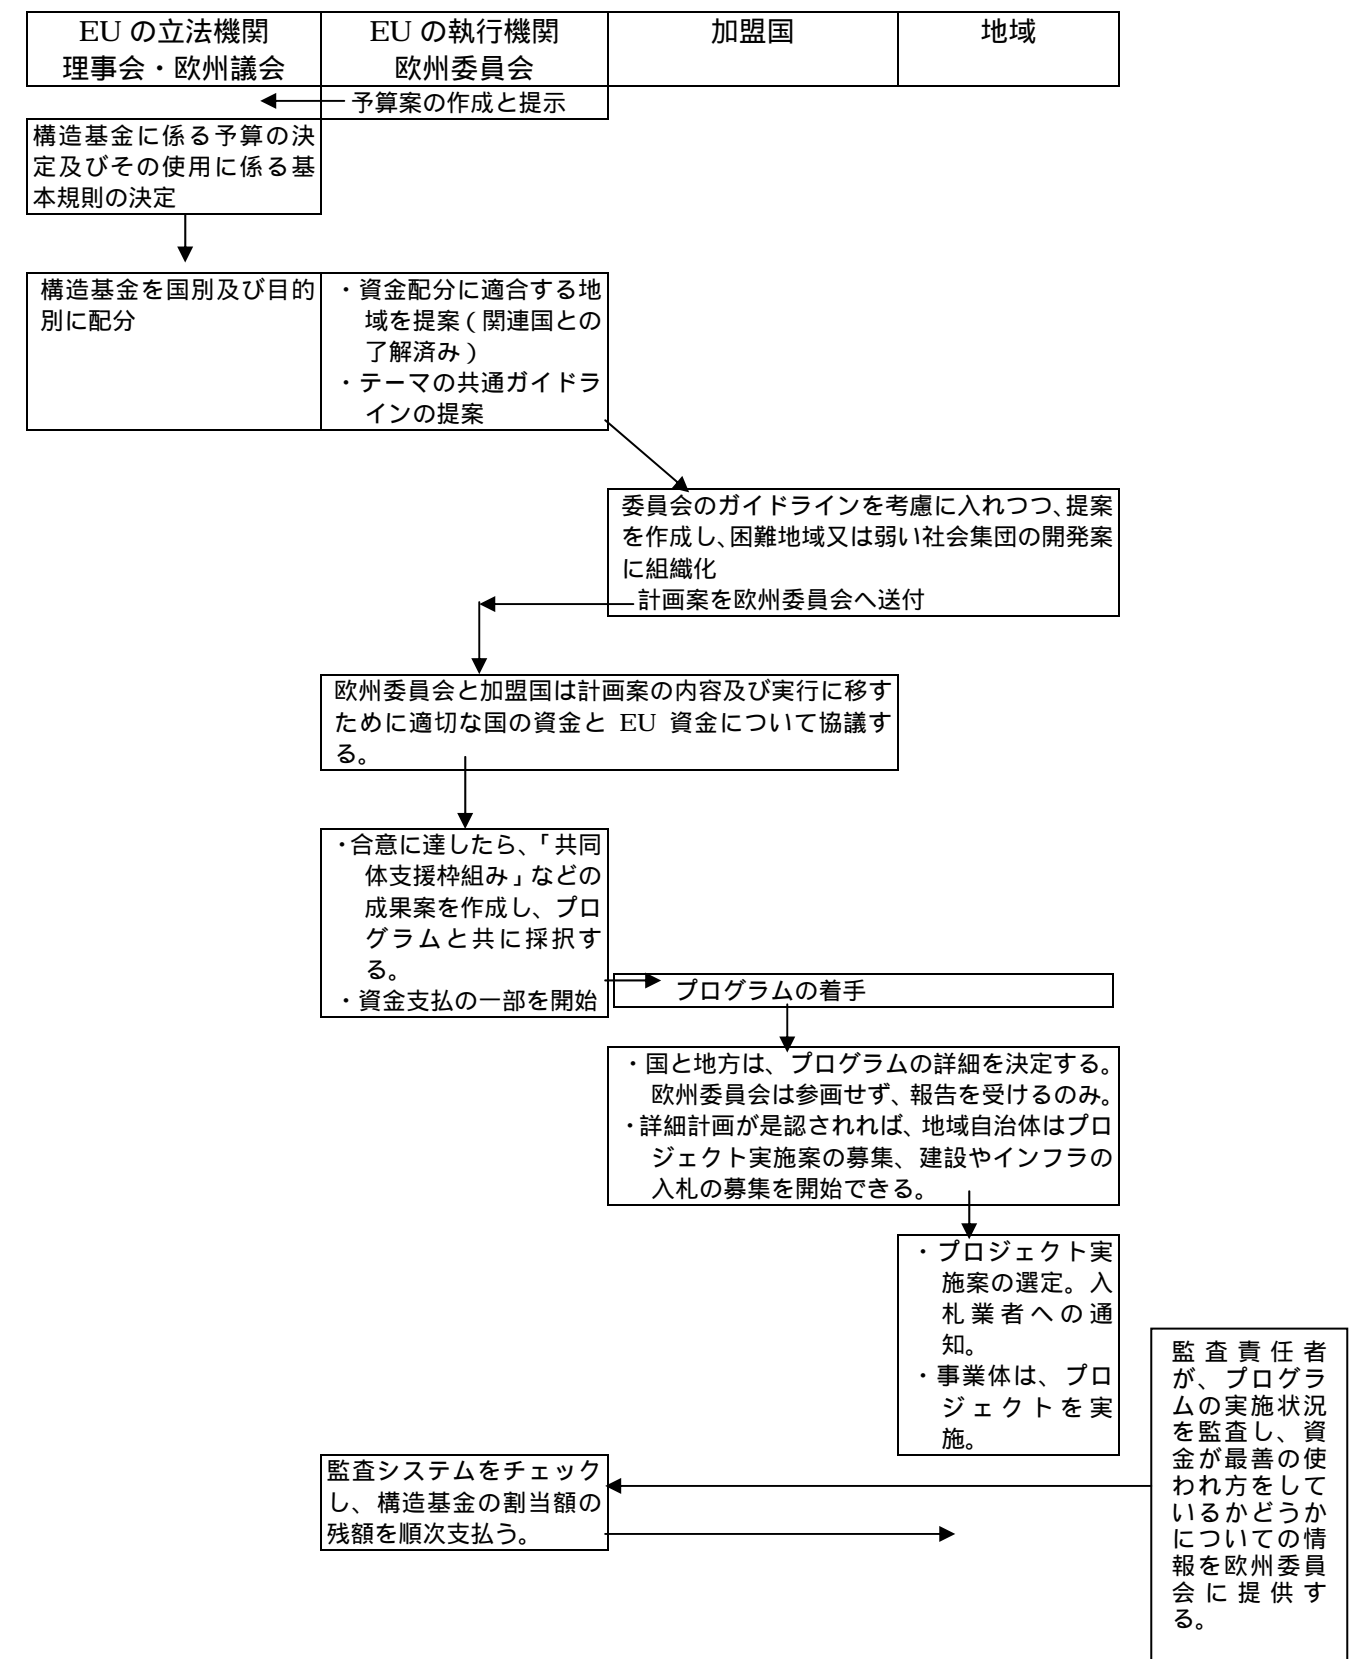 EU の立法機関
理事会・欧州議会
EU の執行機関
欧州委員会
加盟国
地域
予算案の作成と提示
構造基金に係る予算の決
定及びその使用に係る基
本規則の決定
構造基金を国別及び目的
別に配分
・資金配分に適合する地
域を提案(関連国との
了解済み)
・テーマの共通ガイドラ
インの提案
委員会のガイドラインを考慮に入れつつ、提案
を作成し、困難地域又は弱い社会集団の開発案
に組織化
計画案を欧州委員会へ送付
欧州委員会と加盟国は計画案の内容及び実行に移す
ために適切な国の資金と EU 資金について協議す
る。
・合意に達したら、「共同
体支援枠組み」などの
成果案を作成し、プロ
グラムと共に採択す
る。
・資金支払の一部を開始
プログラムの着手
・国と地方は、プログラムの詳細を決定する。
欧州委員会は参画せず、報告を受けるのみ。
・詳細計画が是認されれば、地域自治体はプロ
ジェクト実施案の募集、建設やインフラの
入札の募集を開始できる。
・プロジェクト実
施案の選定。入
札業者への通
知。
・事業体は、プロ
ジェクトを実
施。
監査システムをチェック
し、構造基金の割当額の
残額を順次支払う。
監査責任者
が、プログラ
ムの実施状況
を監査し、資
金が最善の使
われ方をして
いるかどうか
についての情
報を欧州委員
会に提供す
る。